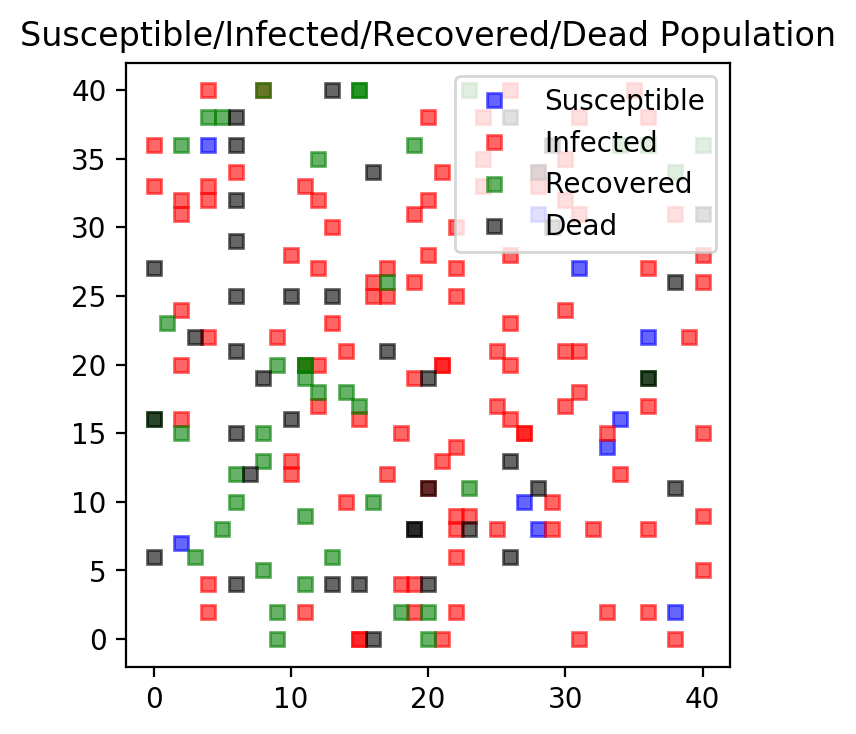 Susceptible/Infected/Recovered/Dead Population
40
35
30
25
20
15
10
5
0
Susceptible
Infected
Recovered
Dead
0 10 20 30 40